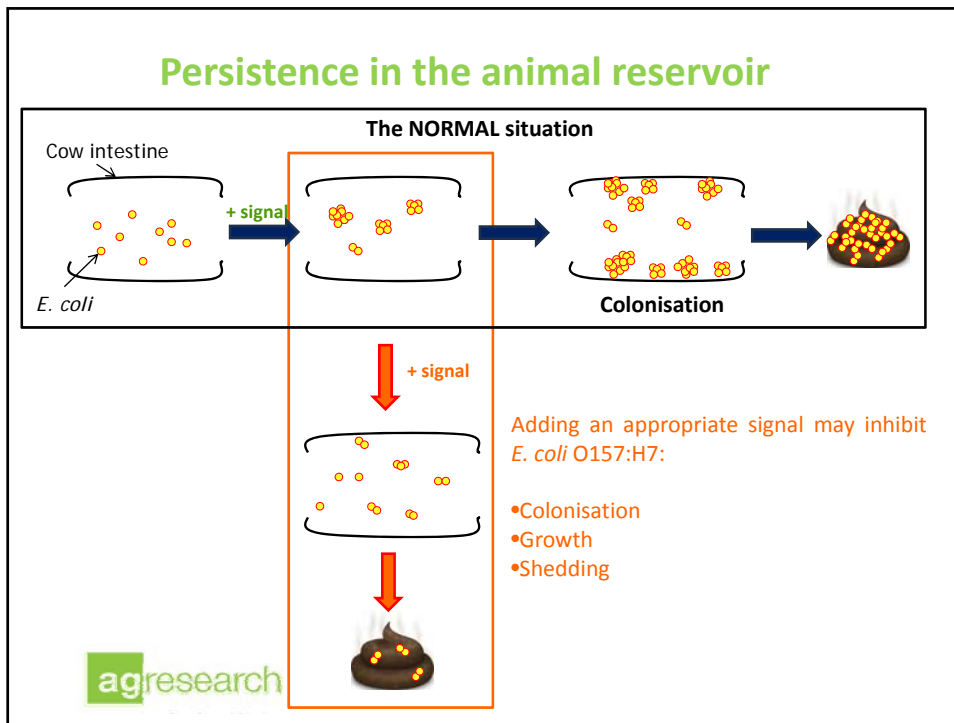 Persistence in the animal reservoir
The NORMAL situation
Cow intestine
+ signal
E. coli
Colonisation
+ signal
Adding an appropriate signal may inhibit
E. coli O157:H7:
•Colonisation
•Growth
•Shedding
agresearch